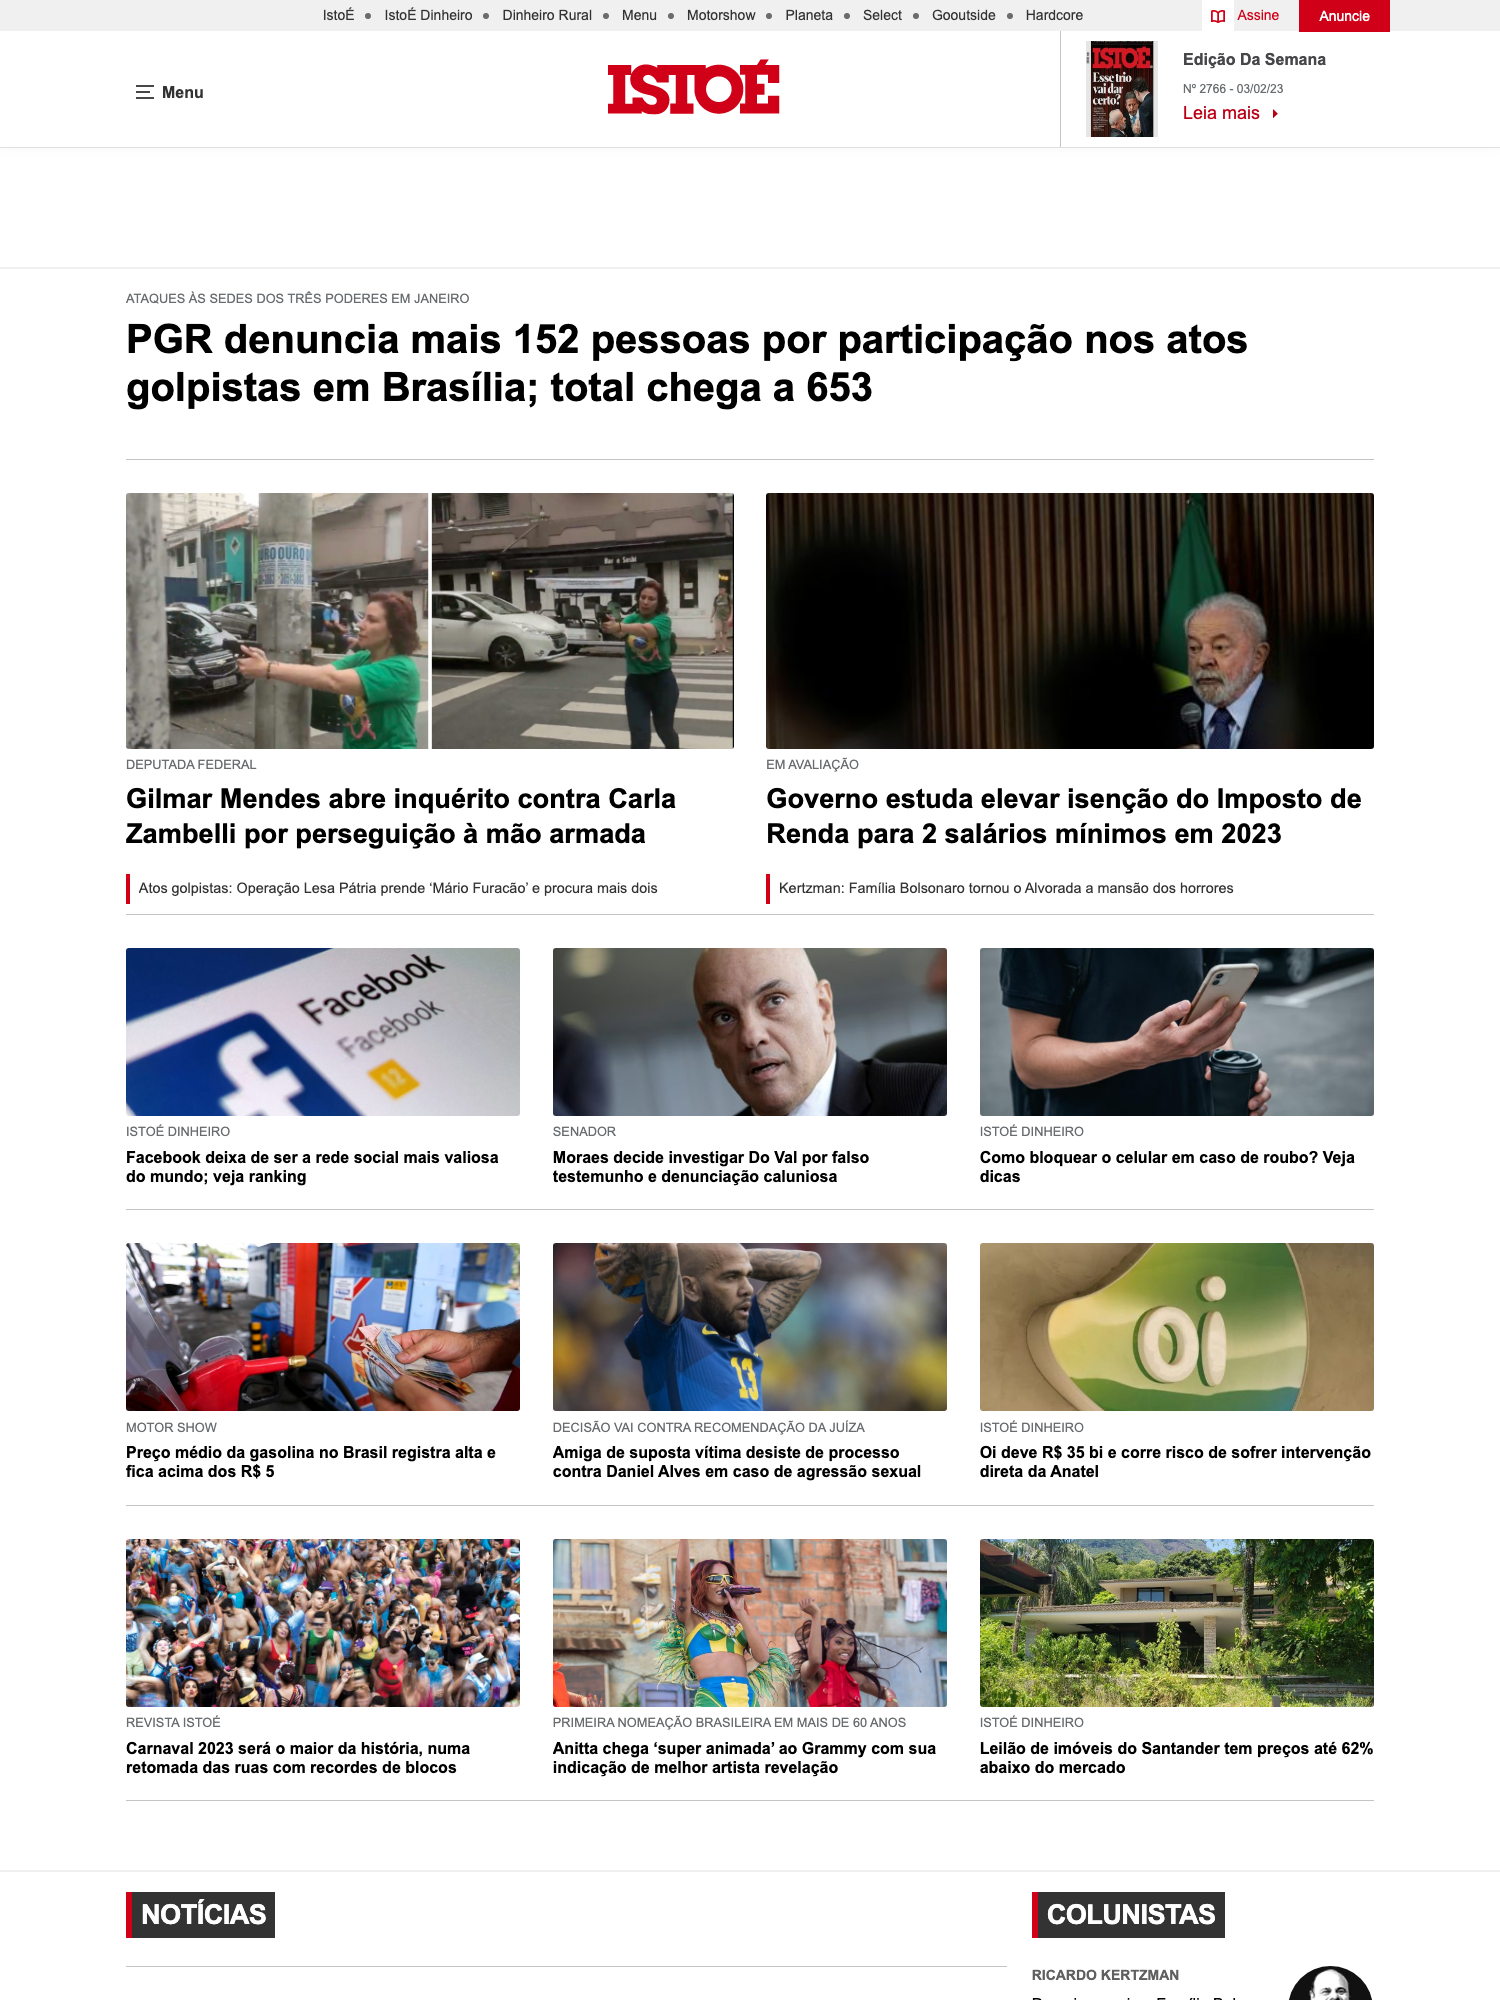 IstoÉ IstoÉ Dinheiro Dinheiro Rural Menu Motorshow Planeta Select Gooutside Hardcore Assine Anuncie
Menu
ISTOÉ
ISTOÉ
Esse trio
vai dar
certo?
Edição Da Semana
Nº 2766 - 03/02/23
Leia mais
ATAQUES ÀS SEDES DOS TRÊS PODERES EM JANEIRO
PGR denuncia mais 152 pessoas por participação nos atos
golpistas em Brasília; total chega a 653
DEPUTADA FEDERAL
Gilmar Mendes abre inquérito contra Carla
Zambelli por perseguição à mão armada
Atos golpistas: Operação Lesa Pátria prende ‘Mário Furacão’ e procura mais dois
EM AVALIAÇÃO
Governo estuda elevar isenção do Imposto de
Renda para 2 salários mínimos em 2023
Kertzman: Família Bolsonaro tornou o Alvorada a mansão dos horrores
Facebook
Facebook
12
ISTOÉ DINHEIRO
Facebook deixa de ser a rede social mais valiosa
do mundo; veja ranking
SENADOR
Moraes decide investigar Do Val por falso
testemunho e denunciação caluniosa
ISTOÉ DINHEIRO
Como bloquear o celular em caso de roubo? Veja
dicas
MOTOR SHOW
Preço médio da gasolina no Brasil registra alta e
fica acima dos R$ 5
13
DECISÃO VAI CONTRA RECOMENDAÇÃO DA JUÍZA
Amiga de suposta vítima desiste de processo
contra Daniel Alves em caso de agressão sexual
oi
ISTOÉ DINHEIRO
Oi deve R$ 35 bi e corre risco de sofrer intervenção
direta da Anatel
REVISTA ISTOÉ
Carnaval 2023 será o maior da história, numa
retomada das ruas com recordes de blocos
PRIMEIRA NOMEAÇÃO BRASILEIRA EM MAIS DE 60 ANOS
Anitta chega ‘super animada’ ao Grammy com sua
indicação de melhor artista revelação
ISTOÉ DINHEIRO
Leilão de imóveis do Santander tem preços até 62%
abaixo do mercado
NOTÍCIAS
COLUNISTAS
RICARDO KERTZMAN